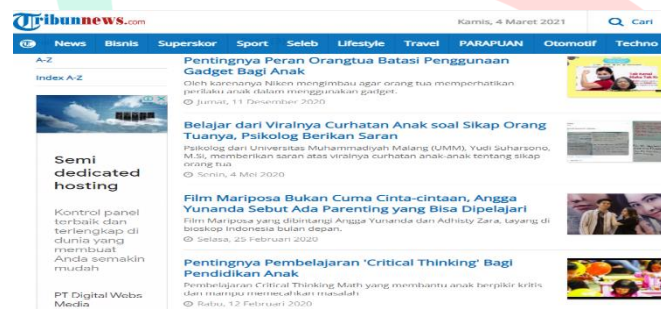 Tribunnews.com
Kamis, 4 Maret 2021
Cari
News Bisnis Superskor Sport Seleb Lifestyle Travel PARAPUAN Otomotif Techno
A-Z
Index A-Z
Semi
dedicated
hosting
Kontrol panel
terbaik dan
terlengkap di
dunia yang
membuat
Anda semakin
mudah
PT Digital Webs
Media
Pentingnya Peran Orangtua Batasi Penggunaan
Gadget Bagi Anak
Oleh karenanya Niken mengimbau agar orang tua memperhatikan
perilaku anak dalam menggunakan gadget.
Jumat, 11 Desember 2020
Belajar dari Viralnya Curhatan Anak soal Sikap Orang
Tuanya, Psikolog Berikan Saran
Psikolog dari Universitas Muhammadiyah Malang (UMM), Yudi Suharsono,
M.Si, memberikan saran atas viralnya curhatan anak-anak tentang sikap
orang tua
Senin, 4 Mei 2020
Film Mariposa Bukan Cuma Cinta-cintaan, Angga
Yunanda Sebut Ada Parenting yang Bisa Dipelajari
Film Mariposa yang dibintangi Angga Yunanda dan Adhisty Zara, tayang di
bioskop Indonesia bulan depan.
Selasa, 25 Februari 2020
Pentingnya Pembelajaran 'Critical Thinking' Bagi
Pendidikan Anak
Pembelajaran Critical Thinking Math yang membantu anak berpikir kritis
dan mampu memecahkan masalah
Rabu, 12 Februari 2020